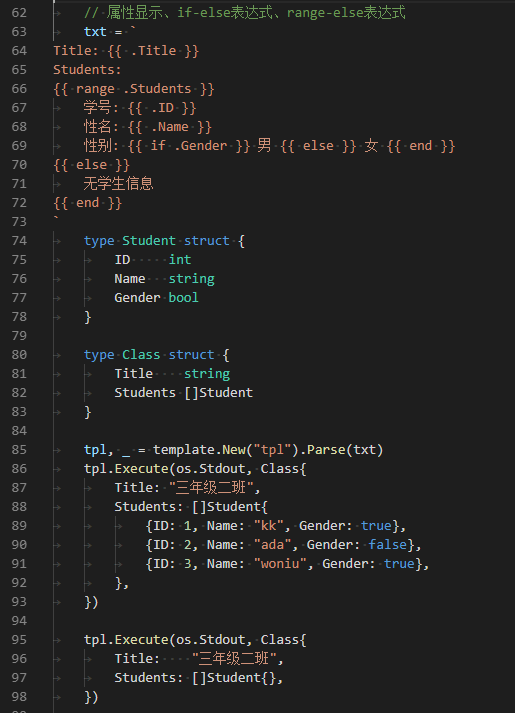 62 // 属性显示、if-else表达式、range-else表达式
63 txt = `
64 Title: {{ .Title }}
65 Students:
66 {{ range .Students }}
67 学号: {{ .ID }}
68 性名: {{ .Name }}
69 性别: {{ if .Gender }} 男 {{ else }} 女 {{ end }}
70 {{ else }}
71 无学生信息
72 {{ end }}
73 `
74 type Student struct {
75 ID     int
76 Name   string
77 Gender bool
78 }
79
80 type Class struct {
81 Title    string
82 Students []Student
83 }
84
85 tpl, _ = template.New("tpl").Parse(txt)
86 tpl.Execute(os.Stdout, Class{
87 Title: "三年级二班",
88 Students: []Student{
89 {ID: 1, Name: "kk", Gender: true},
90 {ID: 2, Name: "ada", Gender: false},
91 {ID: 3, Name: "woniu", Gender: true},
92 },
93 })
94
95 tpl.Execute(os.Stdout, Class{
96 Title:    "三年级二班",
97 Students: []Student{},
98 })